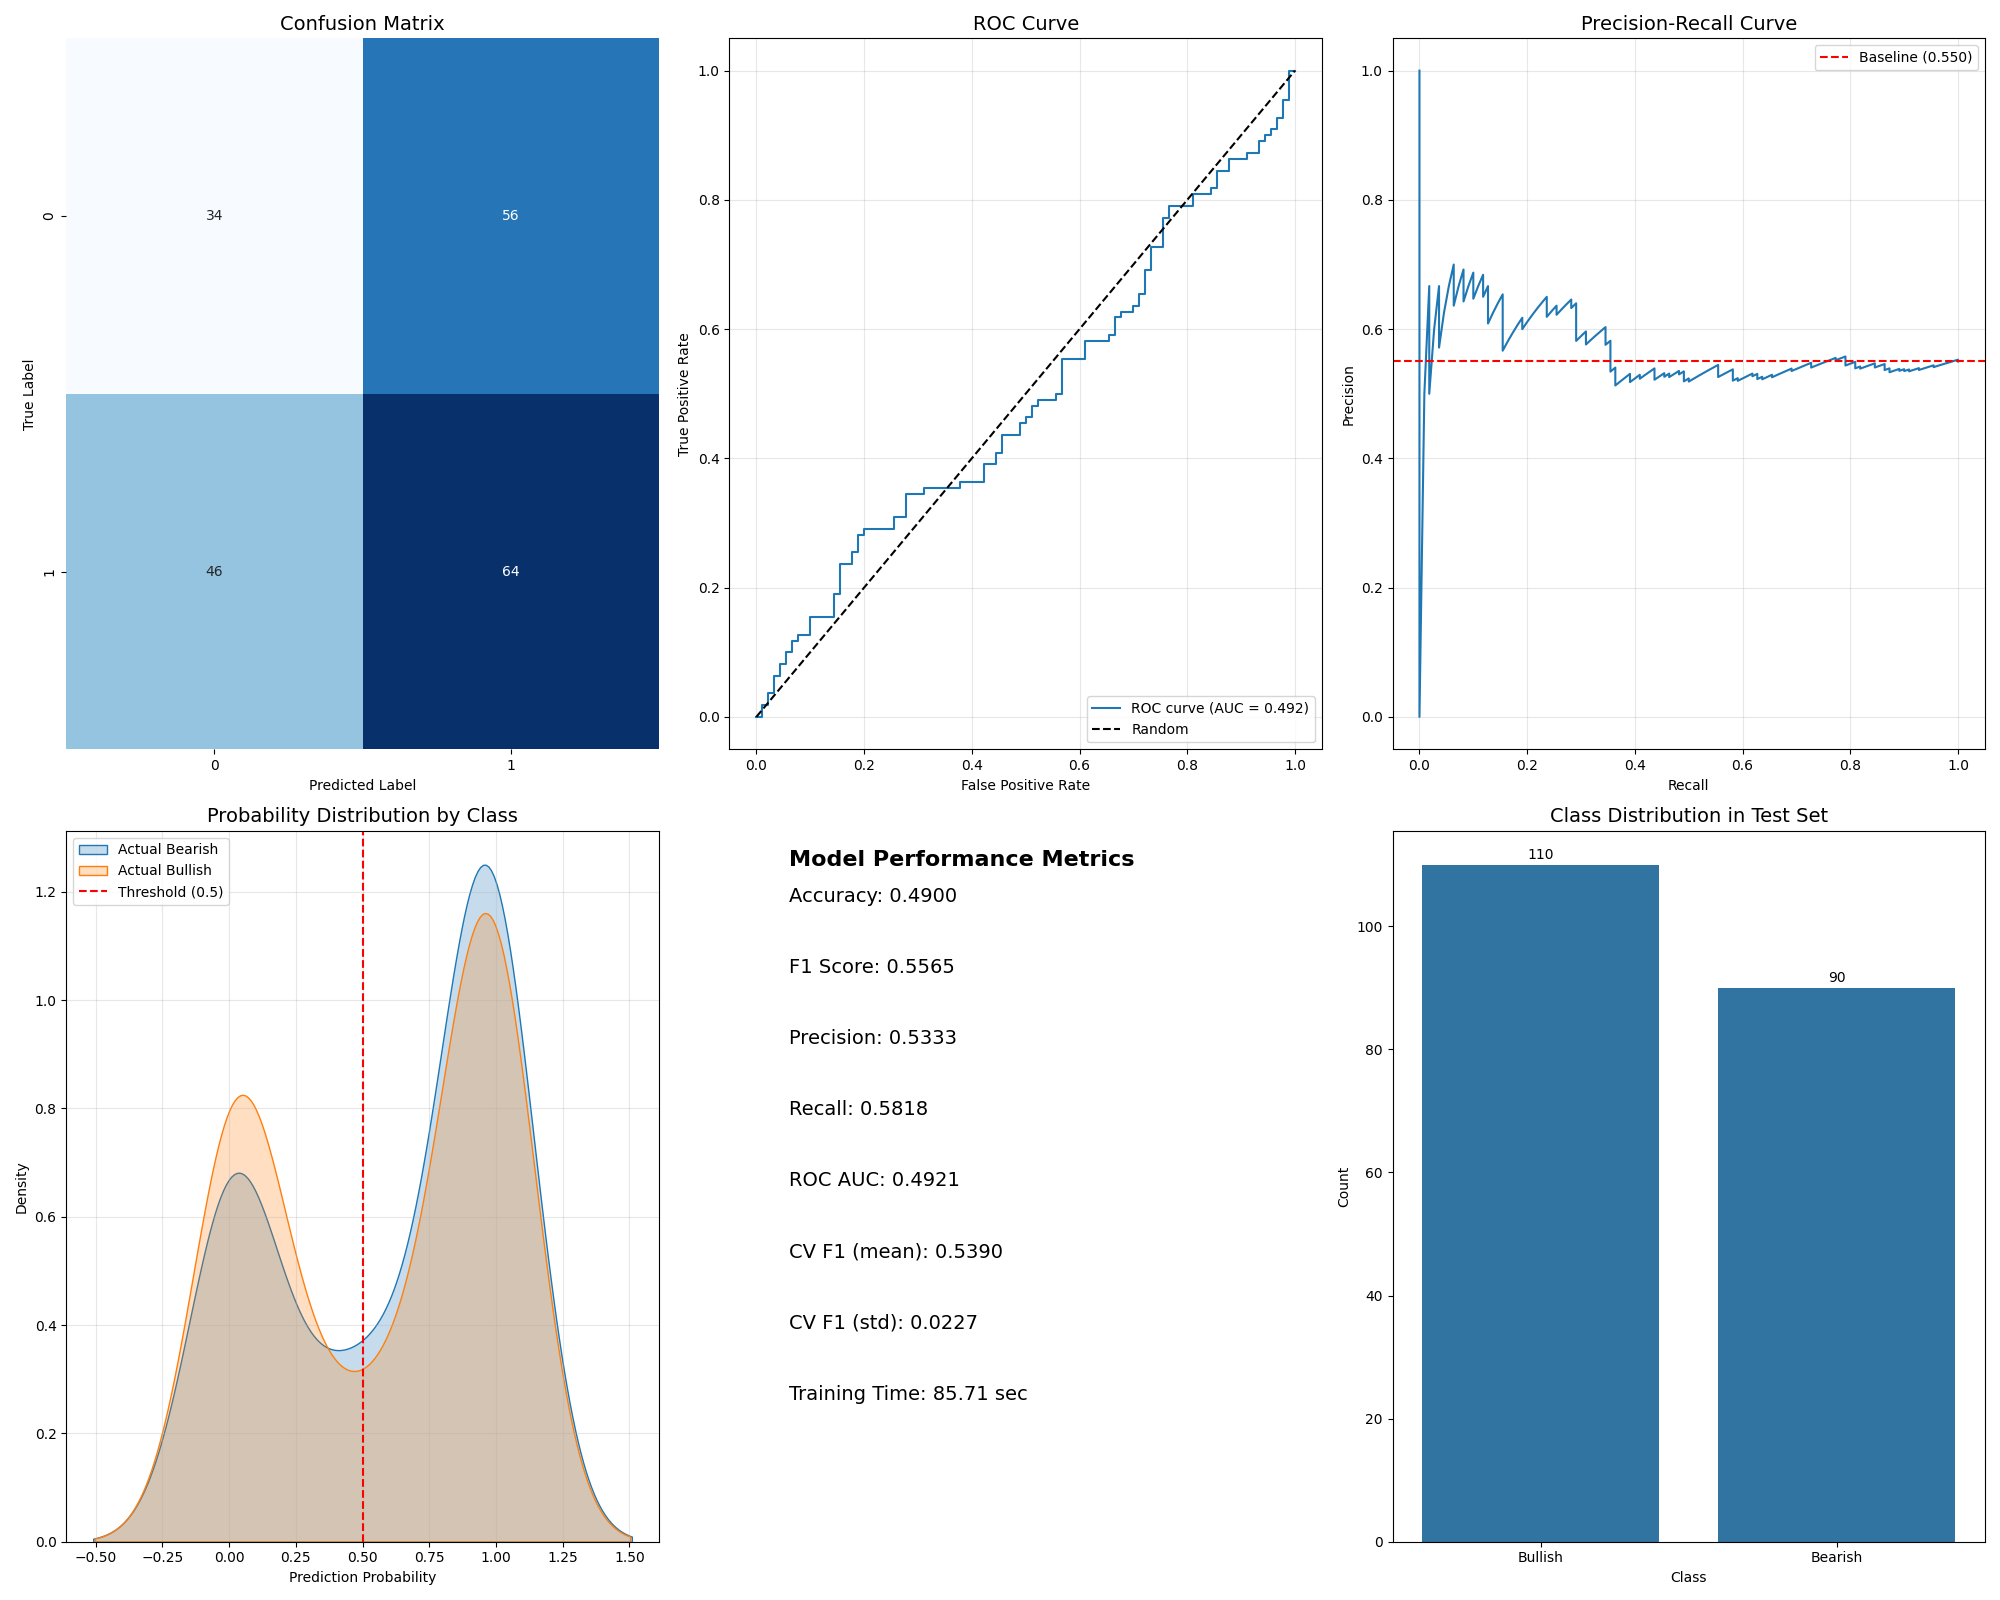 Confusion Matrix
True Label
0
1
34
56
46
64
0
1
Predicted Label
ROC Curve
True Positive Rate
1.0
0.8
0.6
0.4
0.2
0.0
ROC curve (AUC = 0.492)
Random
0.0 0.2 0.4 0.6 0.8 1.0
False Positive Rate
Precision-Recall Curve
Baseline (0.550)
Precision
1.0
0.8
0.6
0.4
0.2
0.0
0.0 0.2 0.4 0.6 0.8 1.0
Recall
Probability Distribution by Class
Actual Bearish
Actual Bullish
Threshold (0.5)
Density
1.2
1.0
0.8
0.6
0.4
0.2
0.0
−0.50 −0.25 0.00 0.25 0.50 0.75 1.00 1.25 1.50
Prediction Probability
Model Performance Metrics
Accuracy: 0.4900
F1 Score: 0.5565
Precision: 0.5333
Recall: 0.5818
ROC AUC: 0.4921
CV F1 (mean): 0.5390
CV F1 (std): 0.0227
Training Time: 85.71 sec
Class Distribution in Test Set
110
90
Count
100
80
60
40
20
0
Bullish Bearish
Class